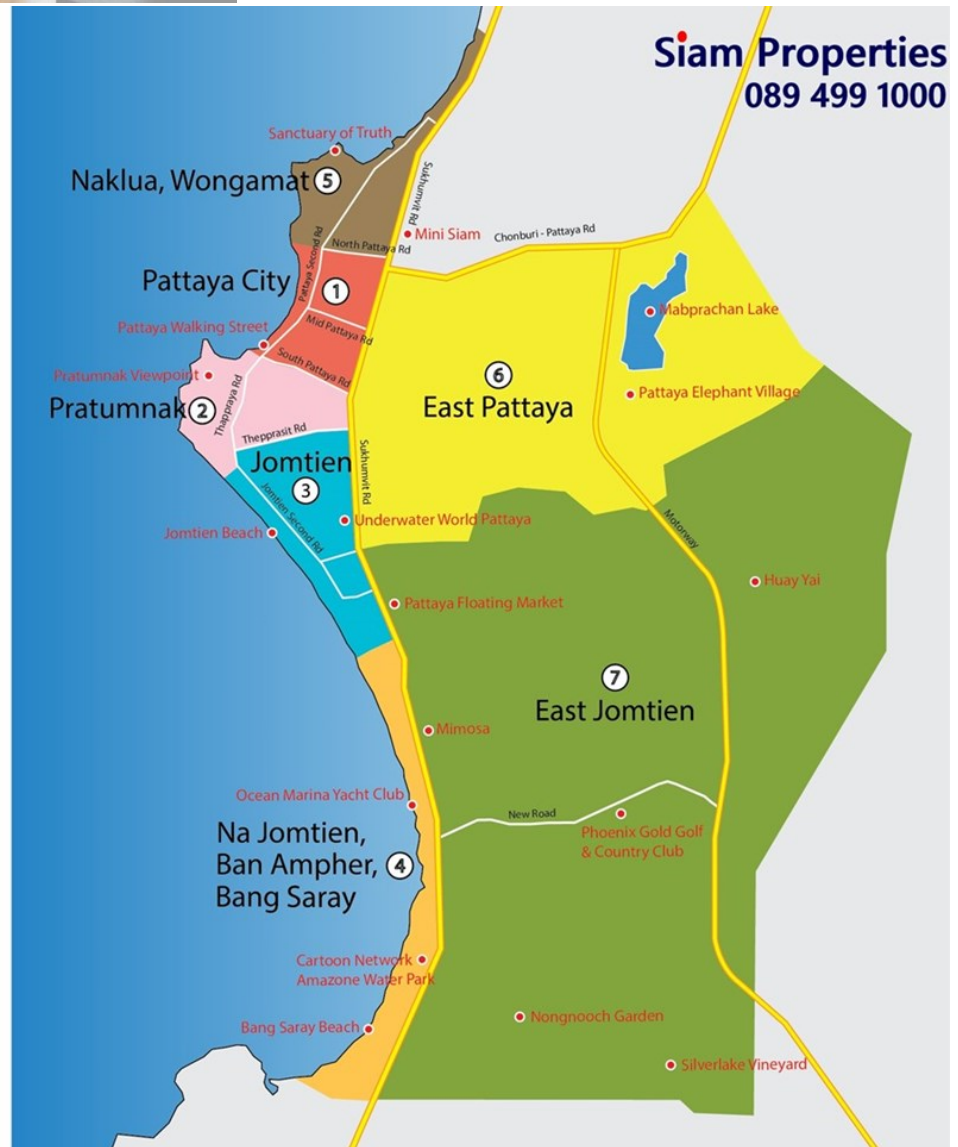 Siam Properties
089 499 1000
Sanctuary of Truth
Naklua, Wongamat 5
Sukhumvit Rd
Mini Siam
Chonburi - Pattaya Rd
North Pattaya Rd
Pattaya Second Rd
Pattaya City
1
Mabprachan Lake
Mid Pattaya Rd
Pattaya Walking Street
South Pattaya Rd
Pratumnak Viewpoint
6
East Pattaya
Pattaya Elephant Village
Pratumnak 2
Thappraya Rd
Thepprasit Rd
Jomtien
3
Sukhumvit Rd
Jomtien Second Rd
Underwater World Pattaya
Jomtien Beach
Motorway
Huay Yai
Pattaya Floating Market
7
East Jomtien
Mimosa
Ocean Marina Yacht Club
New Road
Phoenix Gold Golf
& Country Club
Na Jomtien,
Ban Ampher, 4
Bang Saray
Cartoon Network
Amazone Water Park
Bang Saray Beach
Nongnooch Garden
Silverlake Vineyard